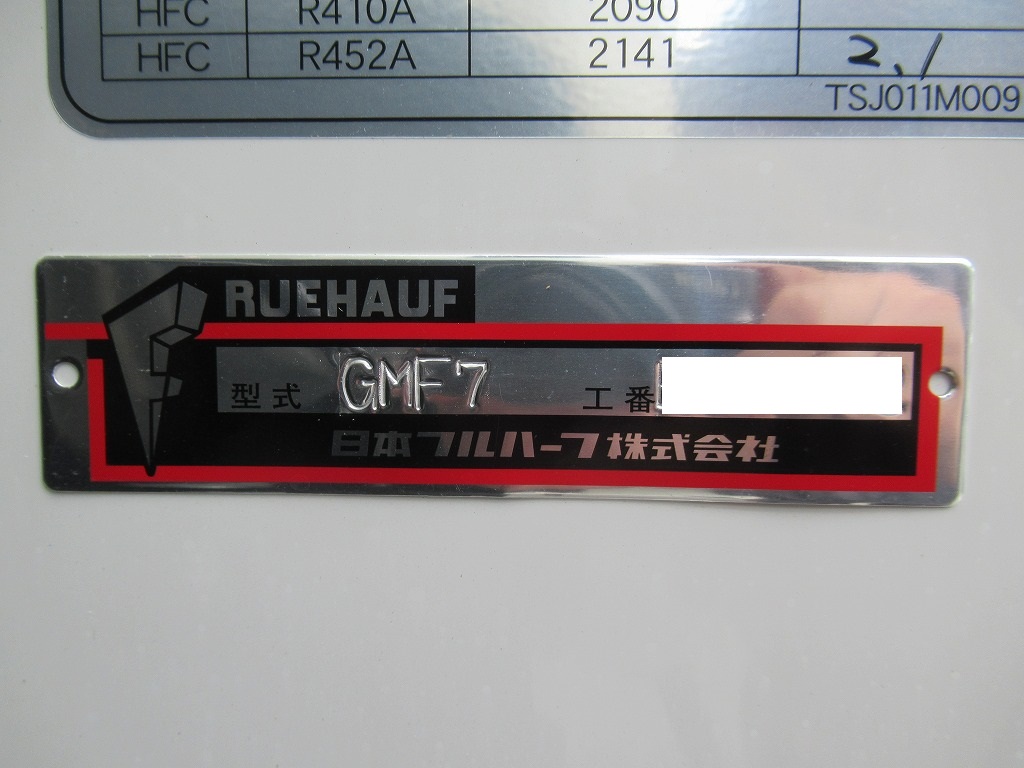 HFC R410A 2090
HFC R452A 2141 2.1
TSJ011M009
RUEHAUF
型式 GMF7 工番
日本フルハーフ株式会社